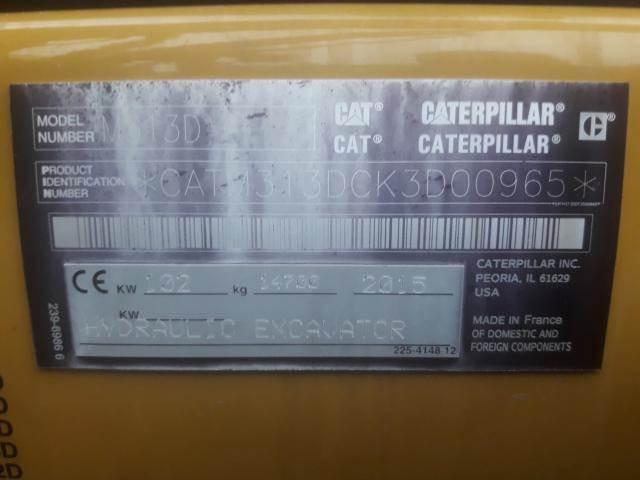 MODEL NUMBER M313D
CAT CATERPILLAR®
CAT® CATERPILLAR®
PRODUCT IDENTIFICATION NUMBER *CAT M313DCK3D00965*
CE KW 102 kg 14700 2015
KW
HYDRAULIC EXCAVATOR
225-4148 12
239-6986 6
CATERPILLAR INC.
PEORIA, IL 61629
USA
MADE IN France
OF DOMESTIC AND
FOREIGN COMPONENTS